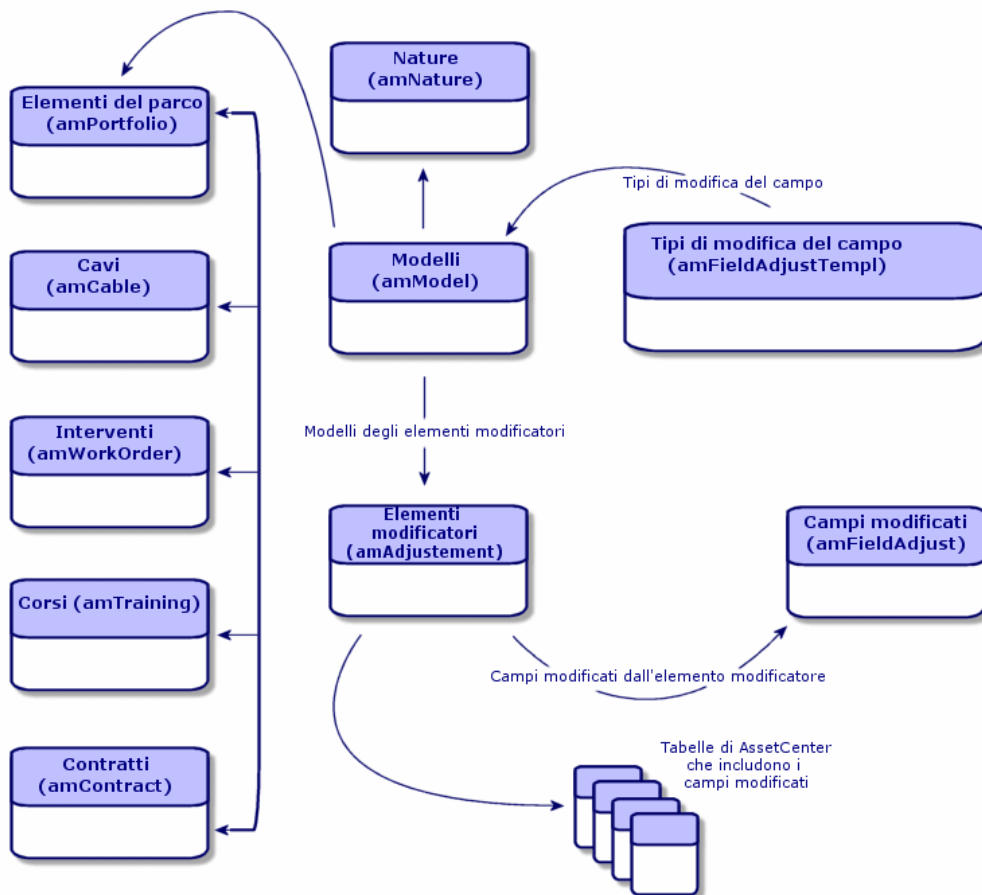 Nature
(amNature)
Elementi del parco
(amPortfolio)
Tipi di modifica del campo
Tipi di modifica del campo
(amFieldAdjustTempl)
Modelli
(amModel)
Cavi
(amCable)
Modelli degli elementi modificatori
Interventi
(amWorkOrder)
Elementi
modificatori
(amAdjustement)
Campi modificati
(amFieldAdjust)
Corsi (amTraining)
Campi modificati dall'elemento modificatore
Contratti
(amContract)
Tabelle di AssetCenter
che includono i
campi modificati